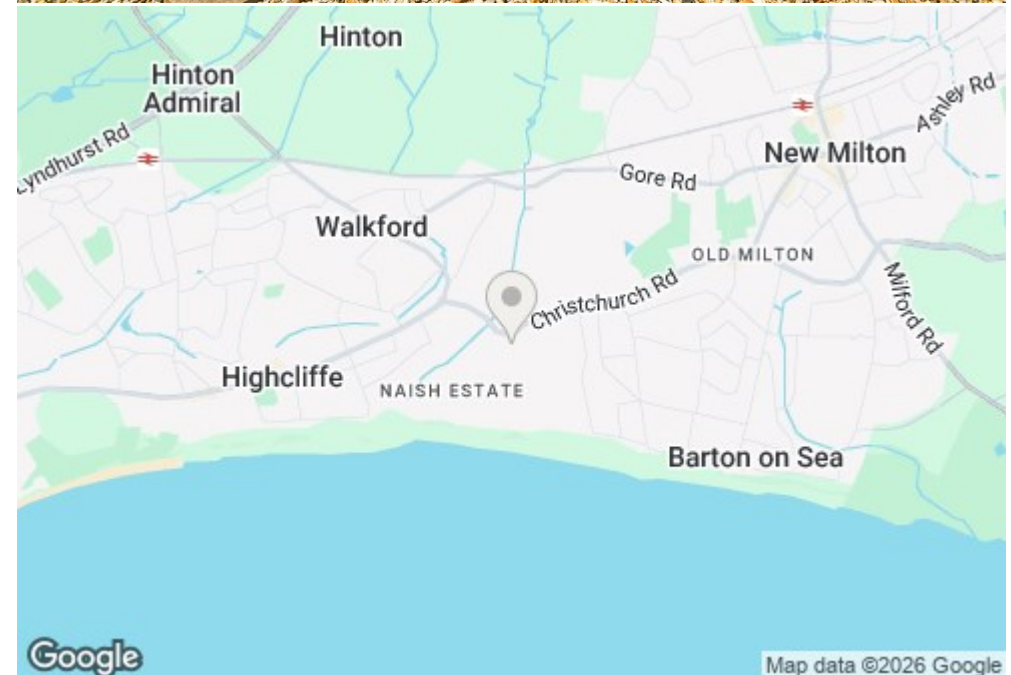 Hinton
Hinton
Admiral
Lyndhurst Rd
Ashley Rd
New Milton
Gore Rd
Walkford
OLD MILTON
Christchurch Rd
Milford Rd
Highcliffe
NAISH ESTATE
Barton on Sea
Google
Map data ©2026 Google